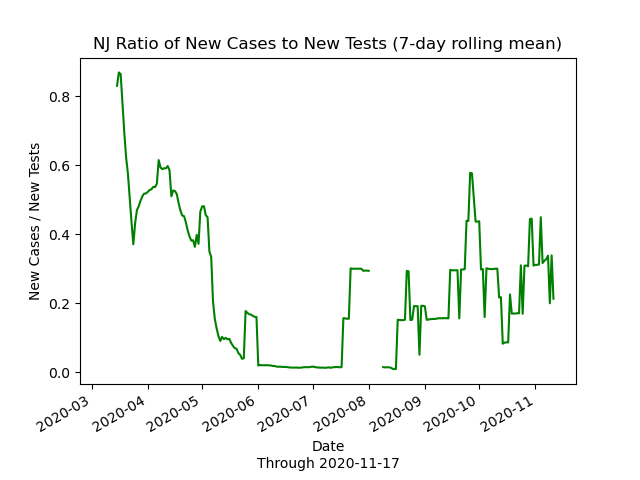 NJ Ratio of New Cases to New Tests (7-day rolling mean)
New Cases / New Tests
0.8
0.6
0.4
0.2
0.0
2020-03 2020-04 2020-05 2020-06 2020-07 2020-08 2020-09 2020-10 2020-11
Date
Through 2020-11-17